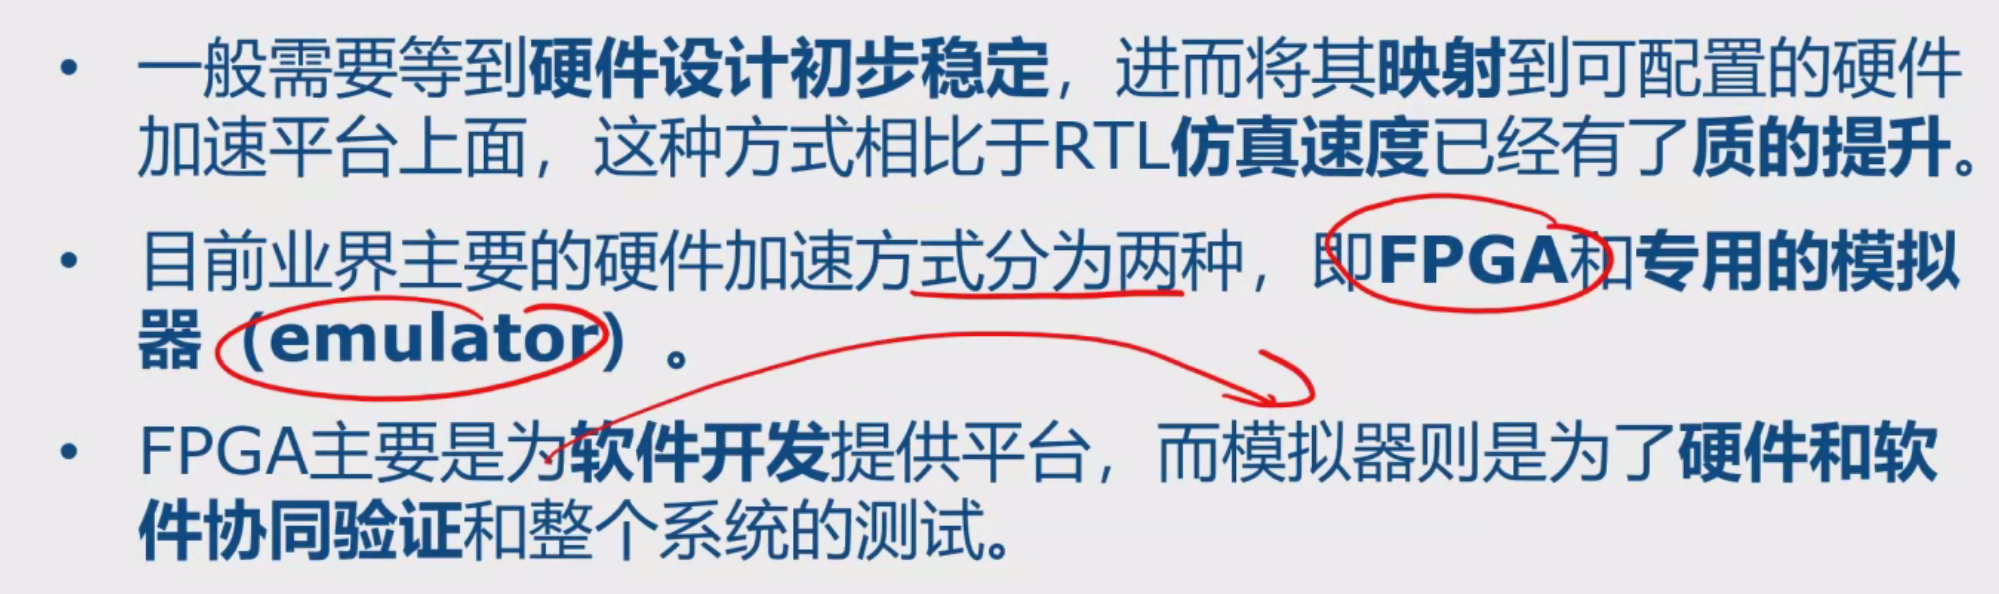 • 一般需要等到硬件设计初步稳定，进而将其映射到可配置的硬件
加速平台上面，这种方式相比于RTL仿真速度已经有了质的提升。
• 目前业界主要的硬件加速方式分为两种，即FPGA和专用的模拟
器（emulator）。
• FPGA主要是为软件开发提供平台，而模拟器则是为了硬件和软
件协同验证和整个系统的测试。